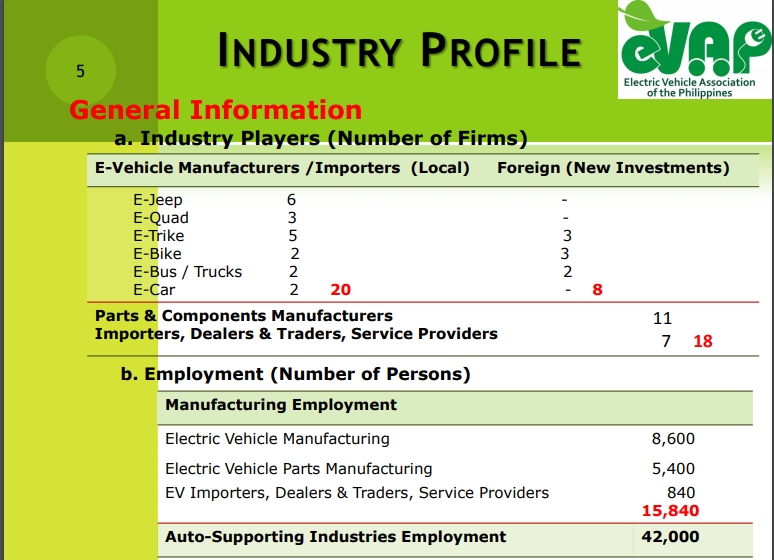 5
INDUSTRY PROFILE
eVAP
Electric Vehicle Association
of the Philippines
General Information
a. Industry Players (Number of Firms)
E-Vehicle Manufacturers /Importers (Local) Foreign (New Investments)
E-Jeep 6 -
E-Quad 3 -
E-Trike 5 3
E-Bike 2 3
E-Bus / Trucks 2 2
E-Car 2 20 - 8
Parts & Components Manufacturers 11
Importers, Dealers & Traders, Service Providers 7 18
b. Employment (Number of Persons)
Manufacturing Employment
Electric Vehicle Manufacturing 8,600
Electric Vehicle Parts Manufacturing 5,400
EV Importers, Dealers & Traders, Service Providers 840
15,840
Auto-Supporting Industries Employment 42,000